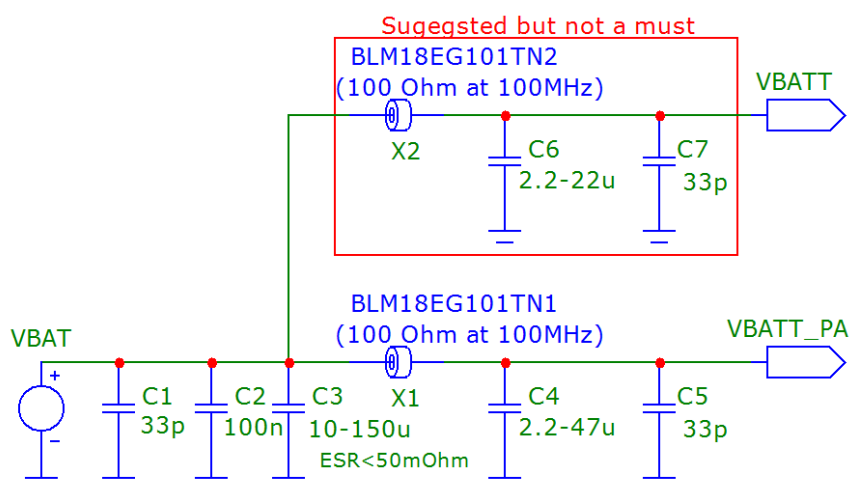 Sugegsted but not a must
BLM18EG101TN2
(100 Ohm at 100MHz)
VBATT
X2
C6
2.2-22u
C7
33p
BLM18EG101TN1
(100 Ohm at 100MHz)
VBAT
VBATT_PA
+
-
C1
33p
C2
100n
C3
10-150u
ESR<50mOhm
X1
C4
2.2-47u
C5
33p